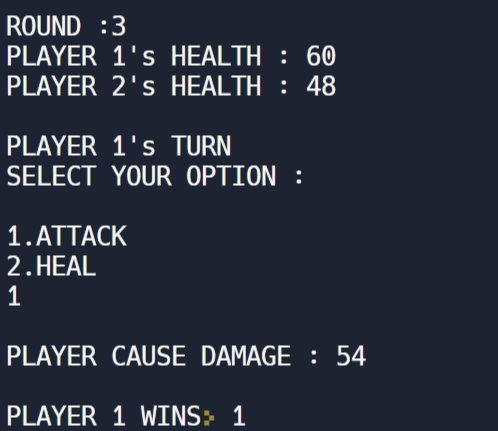 ROUND :3
PLAYER 1's HEALTH : 60
PLAYER 2's HEALTH : 48
PLAYER 1's TURN
SELECT YOUR OPTION :
1.ATTACK
2.HEAL
1
PLAYER CAUSE DAMAGE : 54
PLAYER 1 WINS> 1